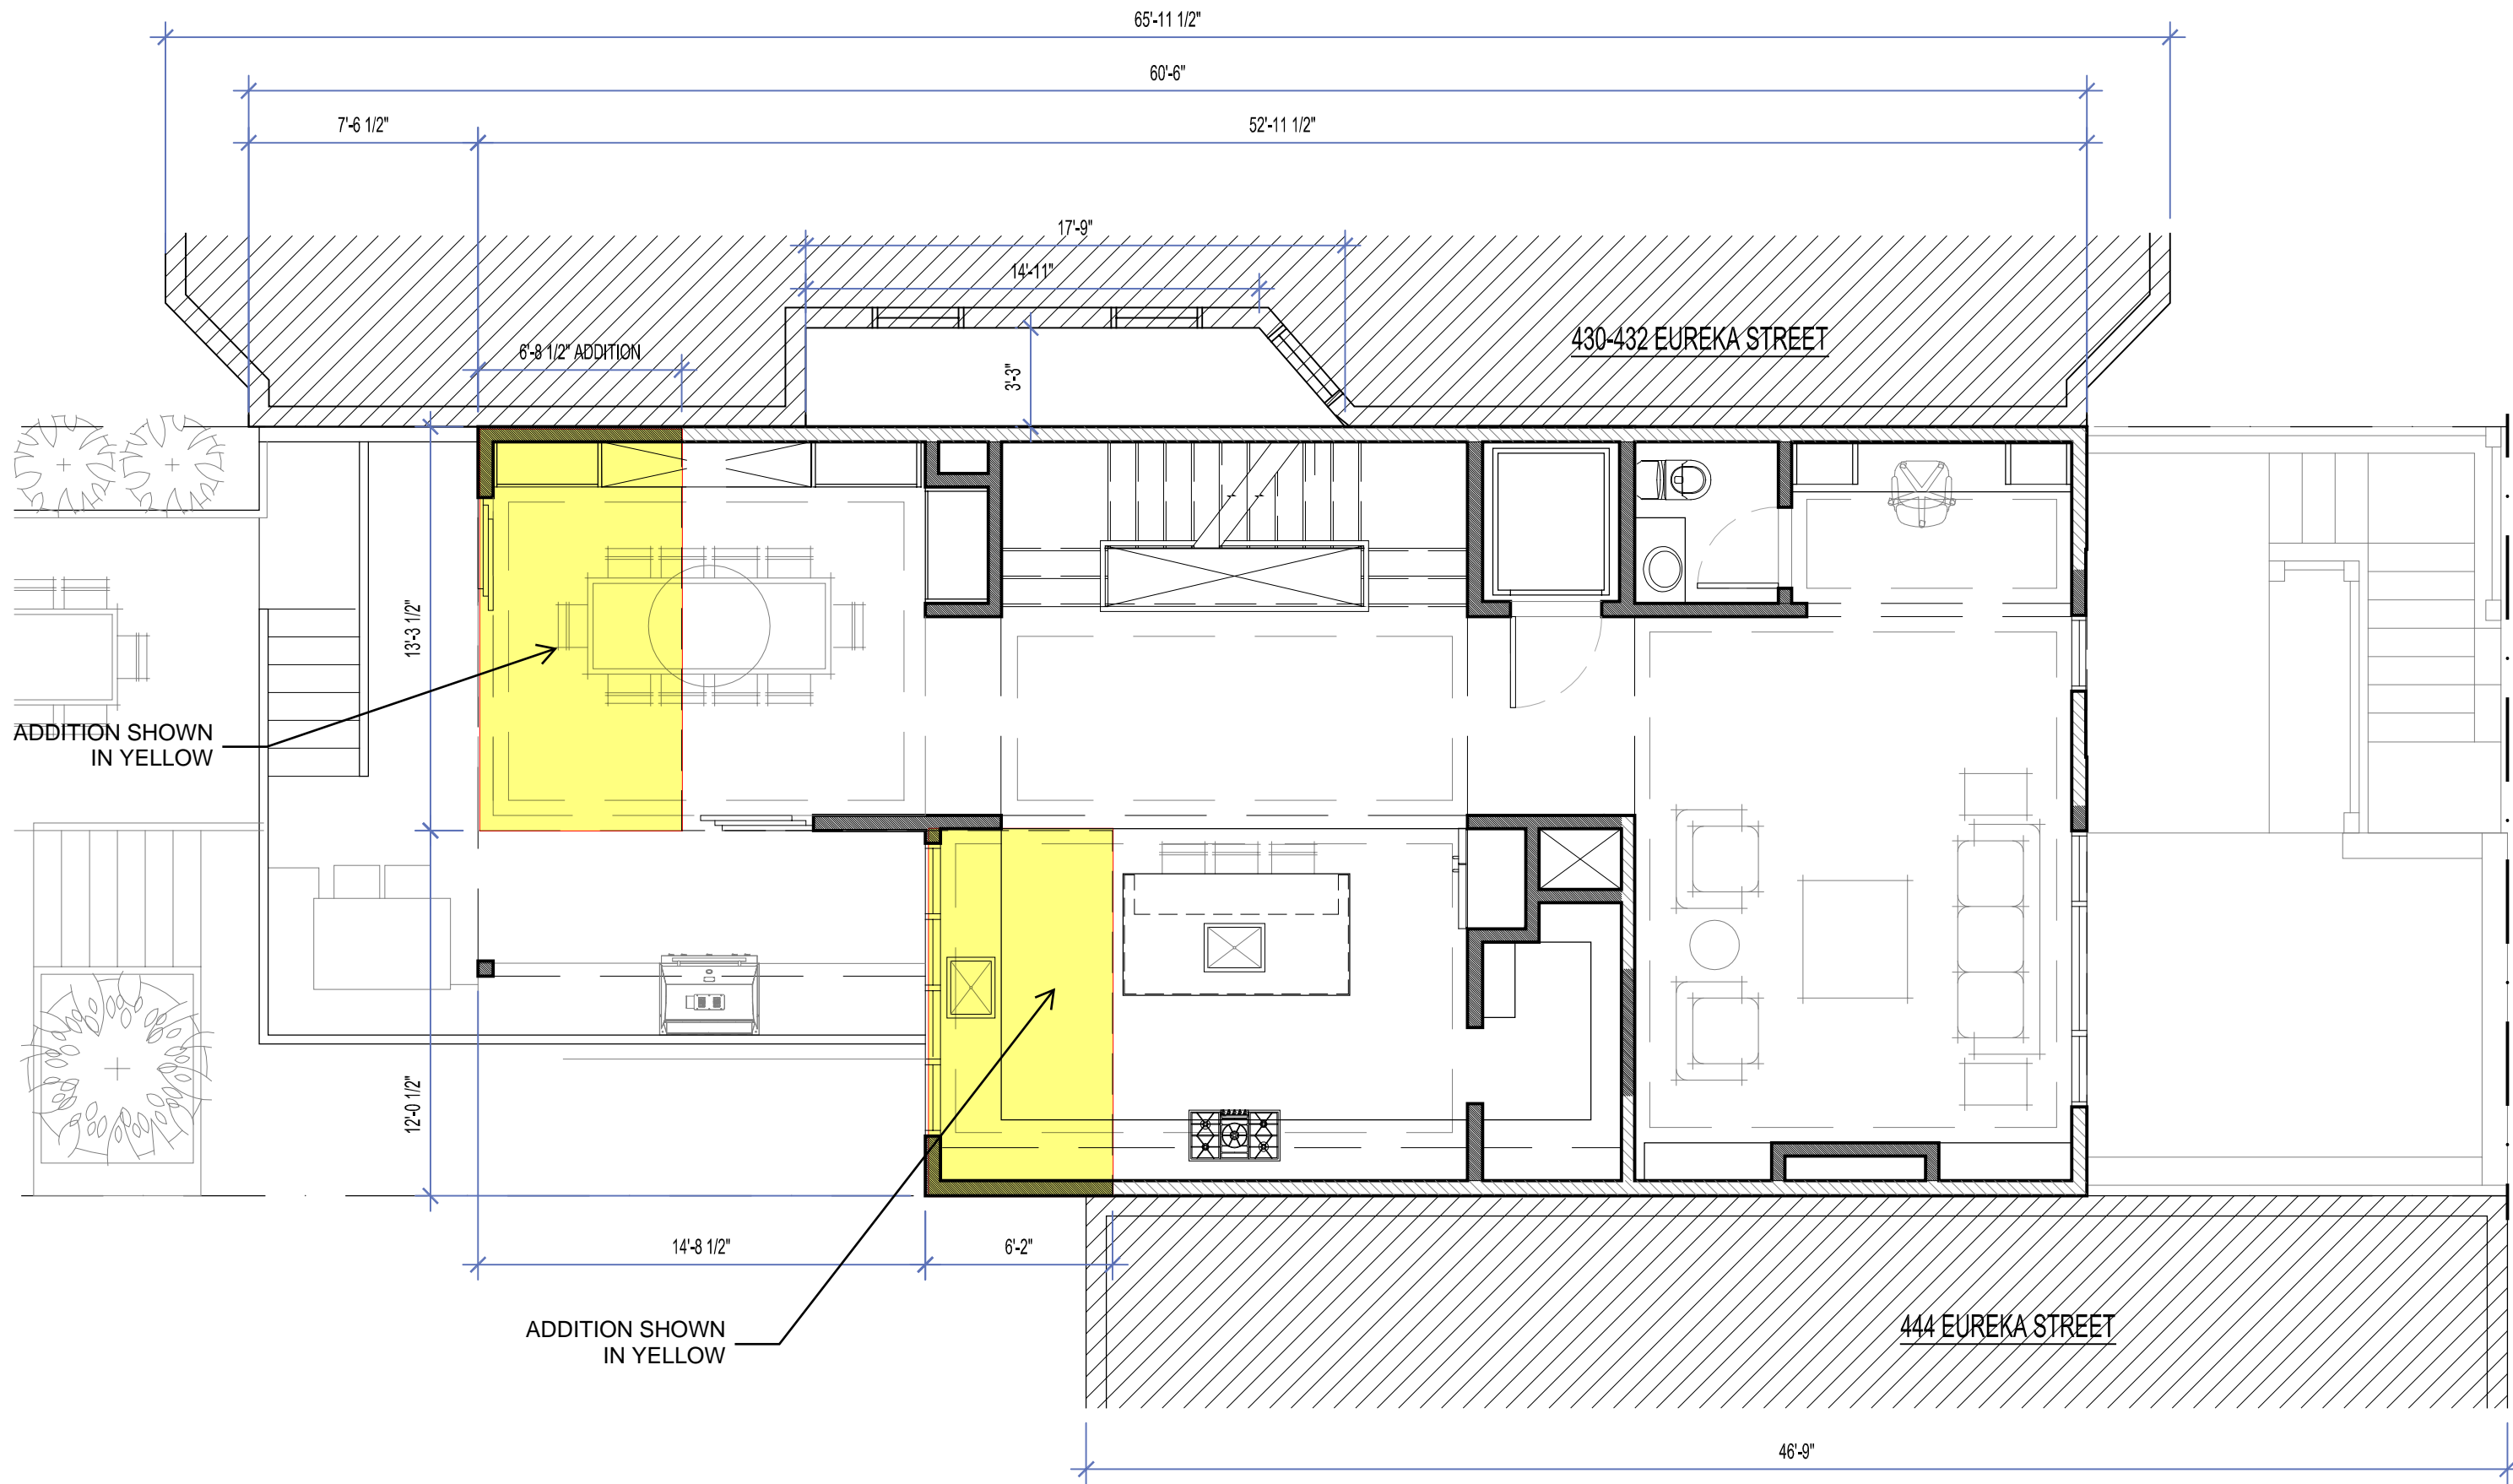 65'-11 1/2"
60'-6"
7'-6 1/2"
52'-11 1/2"
17'-9"
14'-11"
430-432 EUREKA STREET
6'-8 1/2" ADDITION
3'-3"
13'-3 1/2"
ADDITION SHOWN
IN YELLOW
12'-0 1/2"
14'-8 1/2"
6'-2"
ADDITION SHOWN
IN YELLOW
444 EUREKA STREET
46'-9"